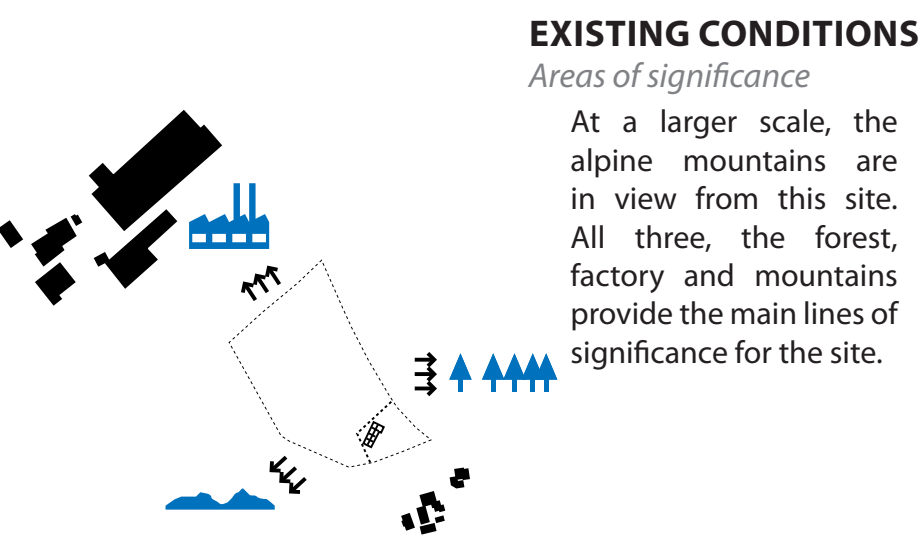 EXISTING CONDITIONS
Areas of significance
At a larger scale, the
alpine mountains are
in view from this site.
All three, the forest,
factory and mountains
provide the main lines of
significance for the site.